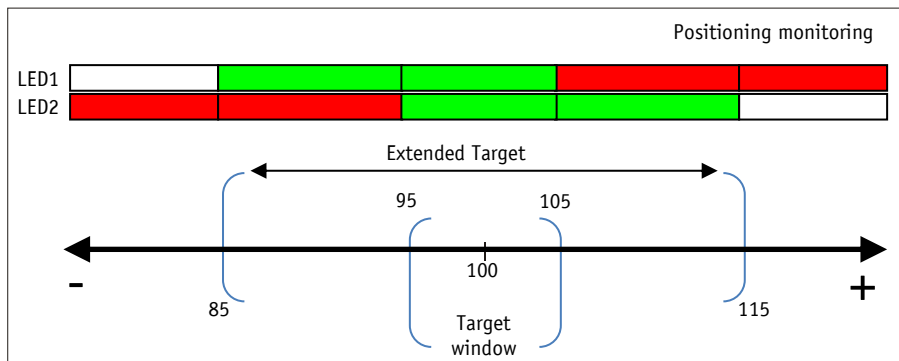 Positioning monitoring
LED1
LED2
Extended Target
95
105
100
-
+
85
115
Target
window